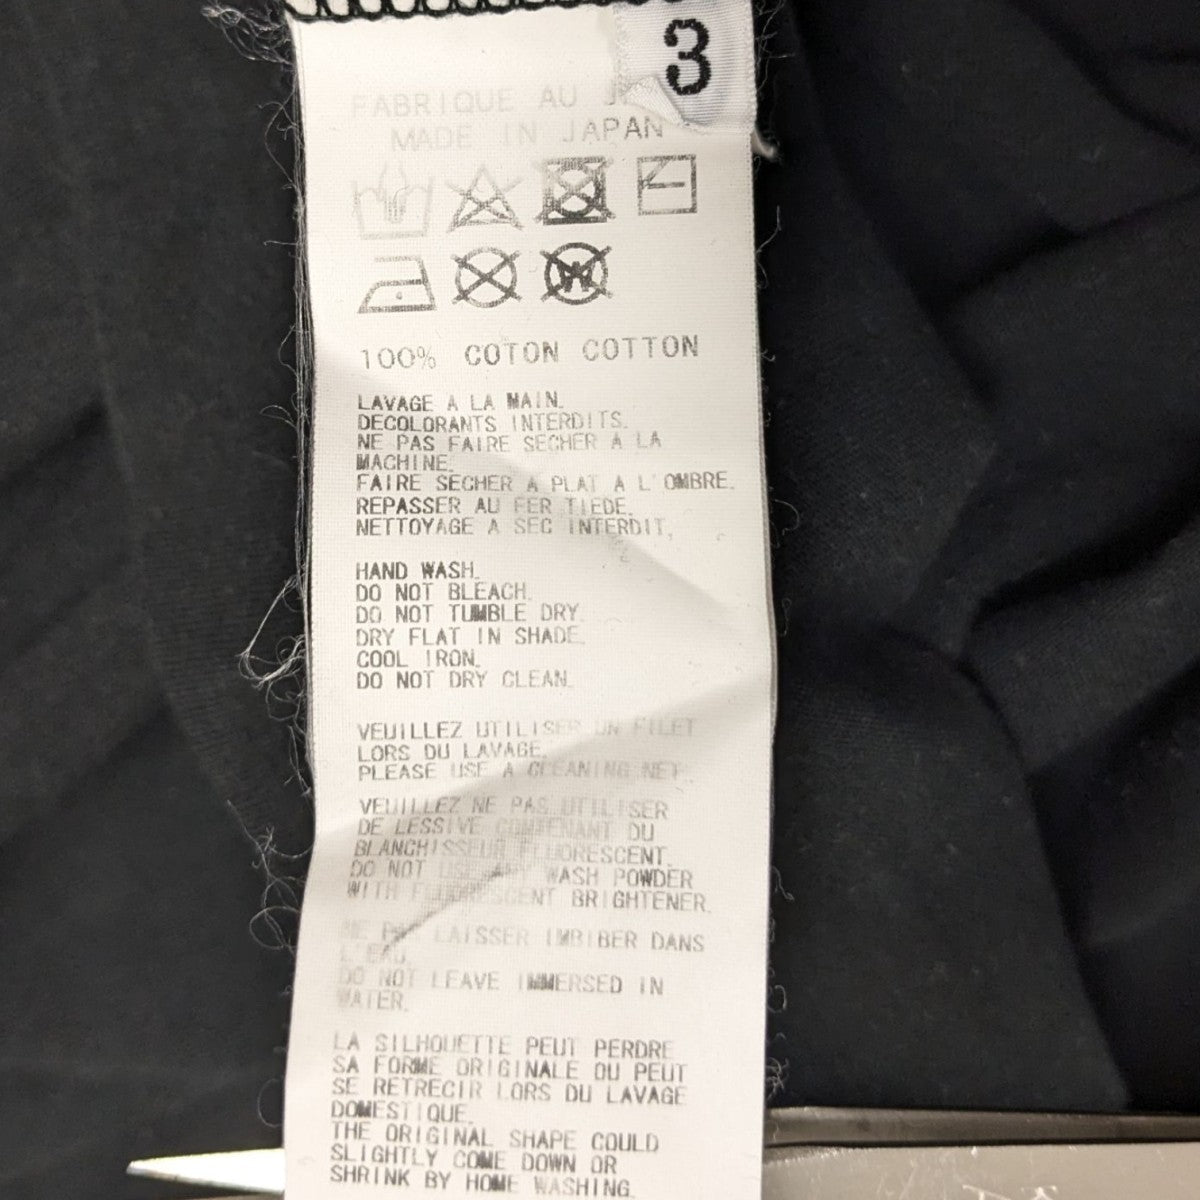 3
FABRIQUE AU
MADE IN JAPAN
100% COTON COTTON
LAVAGE A LA MAIN.
DECOLORANTS INTERDITS.
NE PAS FAIRE SECHER A LA
MACHINE.
FAIRE SECHER A PLAT A L'OMBRE.
REPASSER AU FER TIEDE.
NETTOYAGE A SEC INTERDIT.
HAND WASH.
DO NOT BLEACH.
DO NOT TUMBLE DRY.
DRY FLAT IN SHADE.
COOL IRON.
DO NOT DRY CLEAN.
VEUILLEZ UTILISER UN FILET
LORS DU LAVAGE.
PLEASE USE A CLEANING NET.
VEUILLEZ NE PAS UTILISER
DE LESSIVE CONTENANT DU
BLANCHISSEUR FLUORESCENT.
DO NOT USE ANY WASH POWDER
WITH FLUORESCENT BRIGHTENER.
NE PAS LAISSER IMBIBER DANS
L'EAU.
DO NOT LEAVE IMMERSED IN
WATER.
LA SILHOUETTE PEUT PERDRE
SA FORME ORIGINALE OU PEUT
SE RETRECIR LORS DU LAVAGE
DOMESTIQUE.
THE ORIGINAL SHAPE COULD
SLIGHTLY COME DOWN OR
SHRINK BY HOME WASHING.